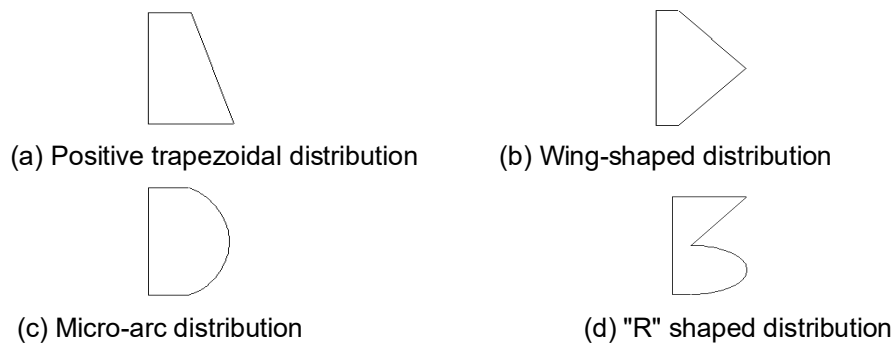 (a) Positive trapezoidal distribution
(b) Wing-shaped distribution
(c) Micro-arc distribution
(d) "R" shaped distribution